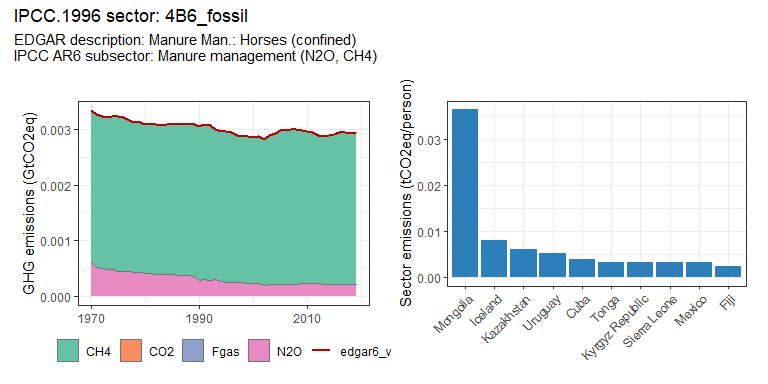 IPCC.1996 sector: 4B6_fossil
EDGAR description: Manure Man.: Horses (confined)
IPCC AR6 subsector: Manure management (N2O, CH4)
GHG emissions (GtCO2eq)
0.003
0.002
0.001
0.000
1970
1990
2010
CH4
CO2
Fgas
N2O
edgar6_v
Sector emissions (tCO2eq/person)
0.03
0.02
0.01
0.00
Mongolia
Iceland
Kazakhstan
Uruguay
Cuba
Tonga
Kyrgyz Republic
Sierra Leone
Mexico
Fiji